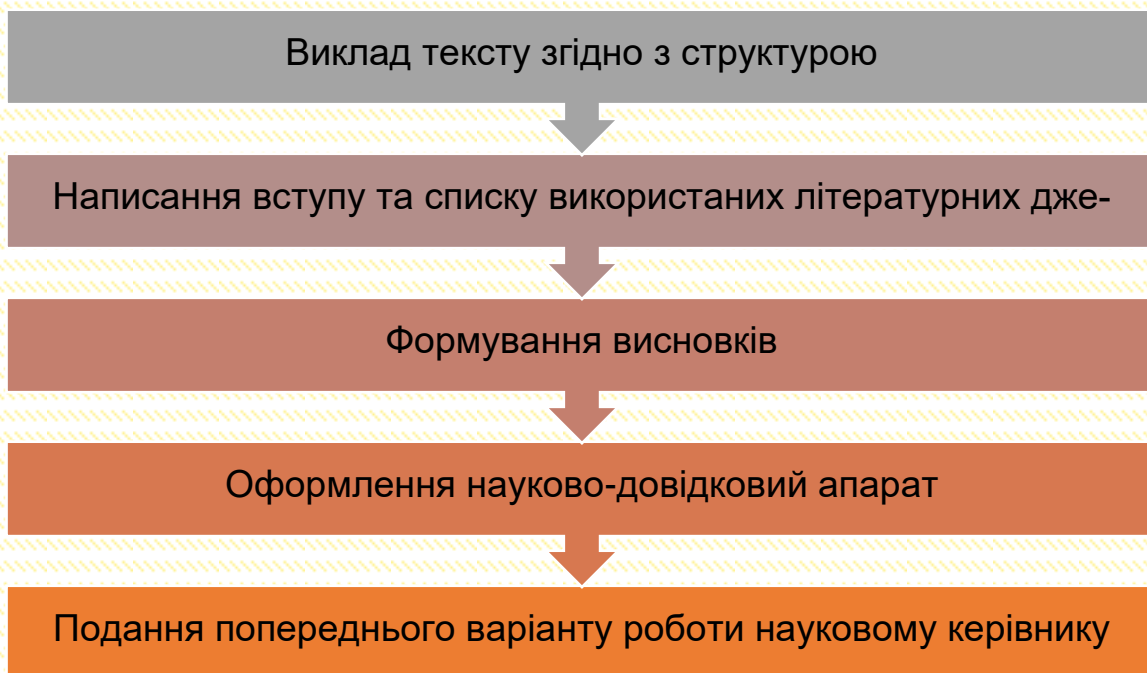 Виклад тексту згідно з структурою
Написання вступу та списку використаних літературних дже-
Формування висновків
Оформлення науково-довідковий апарат
Подання попереднього варіанту роботи науковому керівнику